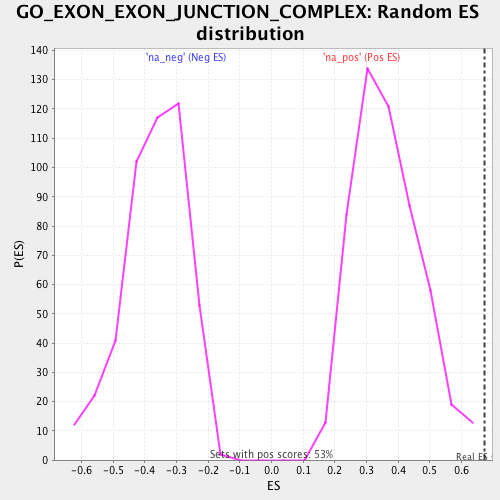 GO_EXON_EXON_JUNCTION_COMPLEX: Random ES
distribution
'na_neg' (Neg ES)
'na_pos' (Pos ES)
140
130
120
110
100
90
80
70
60
50
40
30
20
10
0
P(ES)
Sets with pos scores: 53%
Real ES
-0.6 -0.5 -0.4 -0.3 -0.2 -0.1 0.0 0.1 0.2 0.3 0.4 0.5 0.6
ES